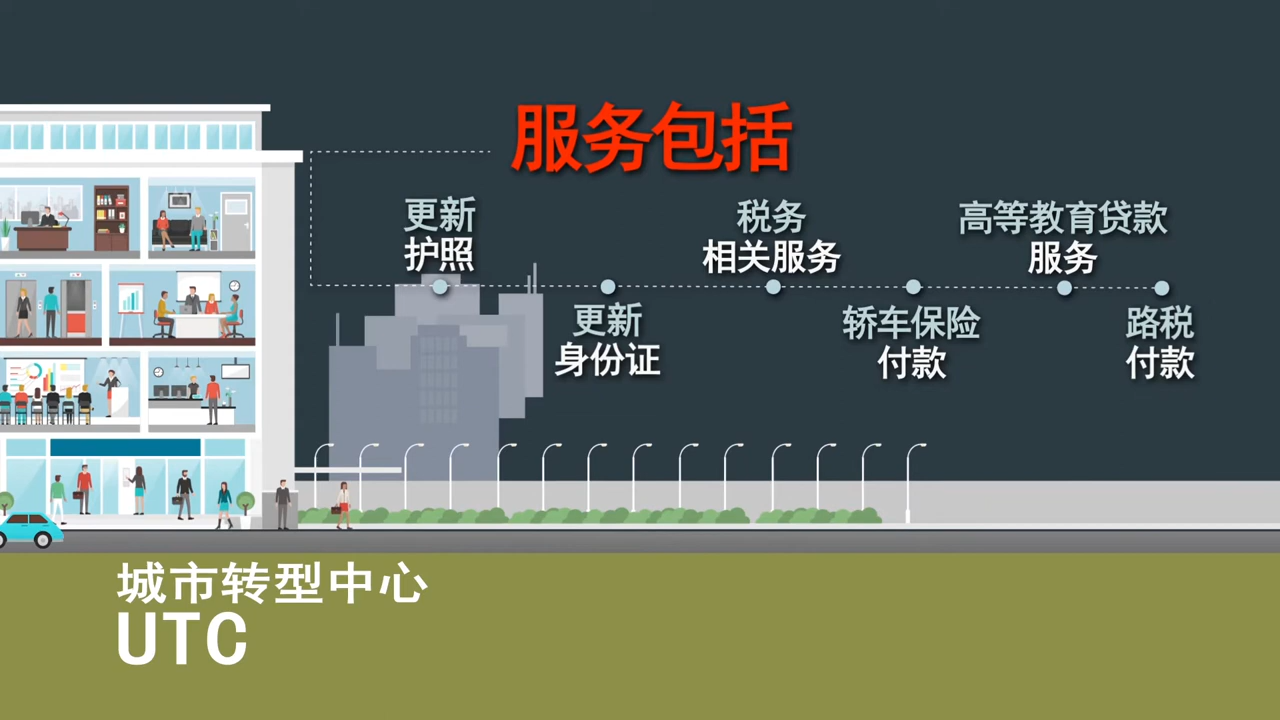 服务包括
更新
护照
更新
身份证
税务
相关服务
轿车保险
付款
高等教育贷款
服务
路税
付款
城市转型中心
UTC